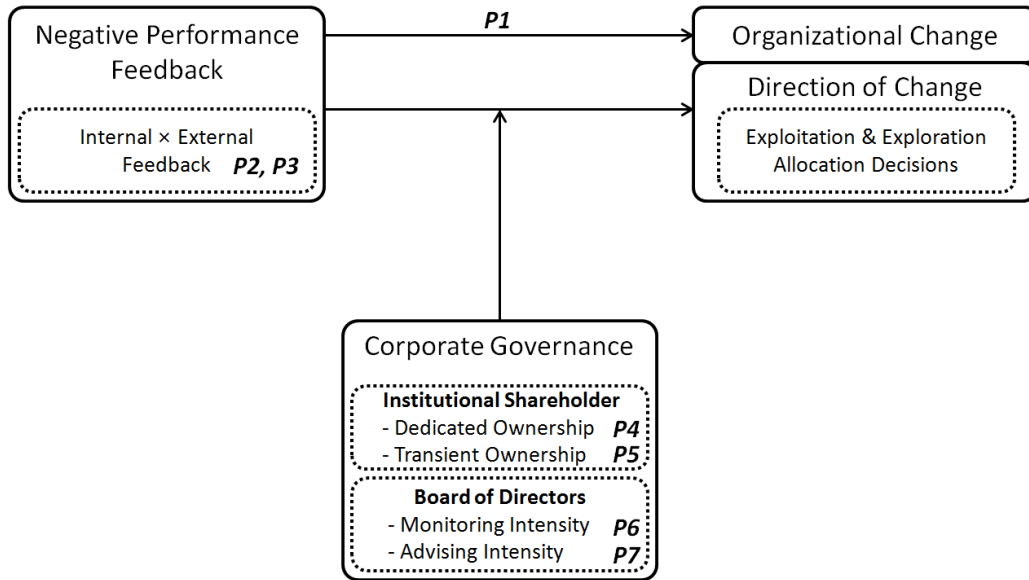 Negative Performance
Feedback
Internal × External
Feedback P2, P3
P1
Organizational Change
Direction of Change
Exploitation & Exploration
Allocation Decisions
Corporate Governance
Institutional Shareholder
- Dedicated Ownership P4
- Transient Ownership P5
Board of Directors
- Monitoring Intensity P6
- Advising Intensity P7